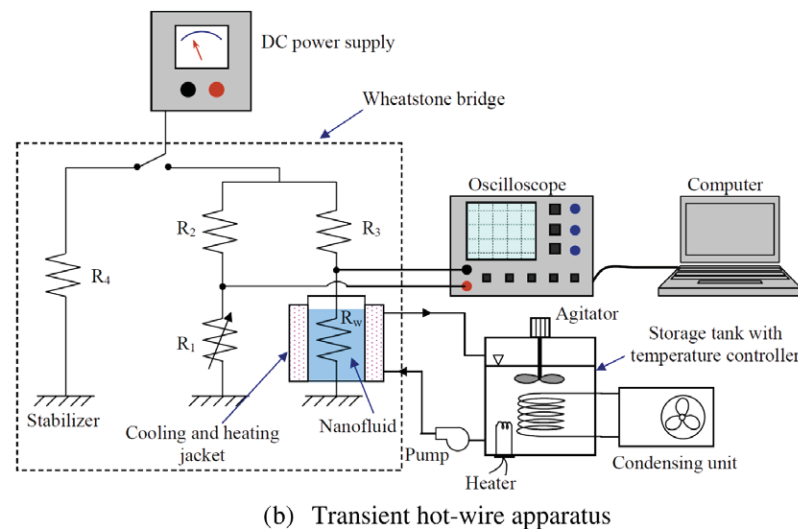 DC power supply
Wheatstone bridge
Oscilloscope
Computer
R2
R3
R4
Agitator
Rw
Storage tank with
temperature controller
R1
Stabilizer
Nanofluid
Cooling and heating
jacket
Pump
Condensing unit
Heater
(b) Transient hot-wire apparatus